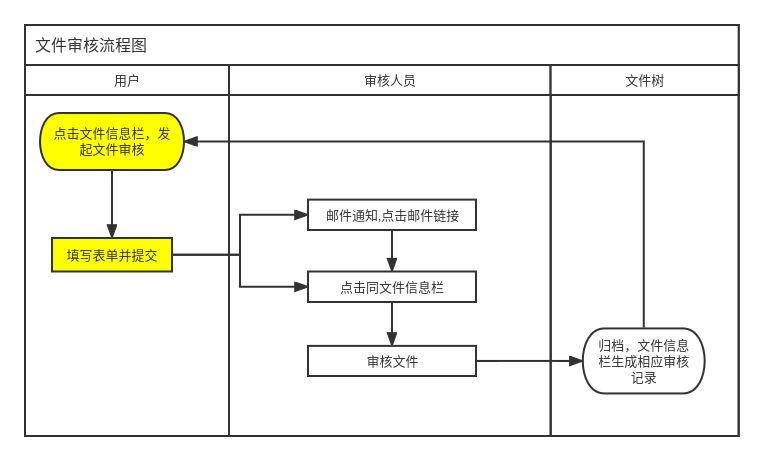 文件审核流程图
用户
审核人员
文件树
点击文件信息栏，发
起文件审核
邮件通知,点击邮件链接
填写表单并提交
点击同文件信息栏
审核文件
归档，文件信息
栏生成相应审核
记录